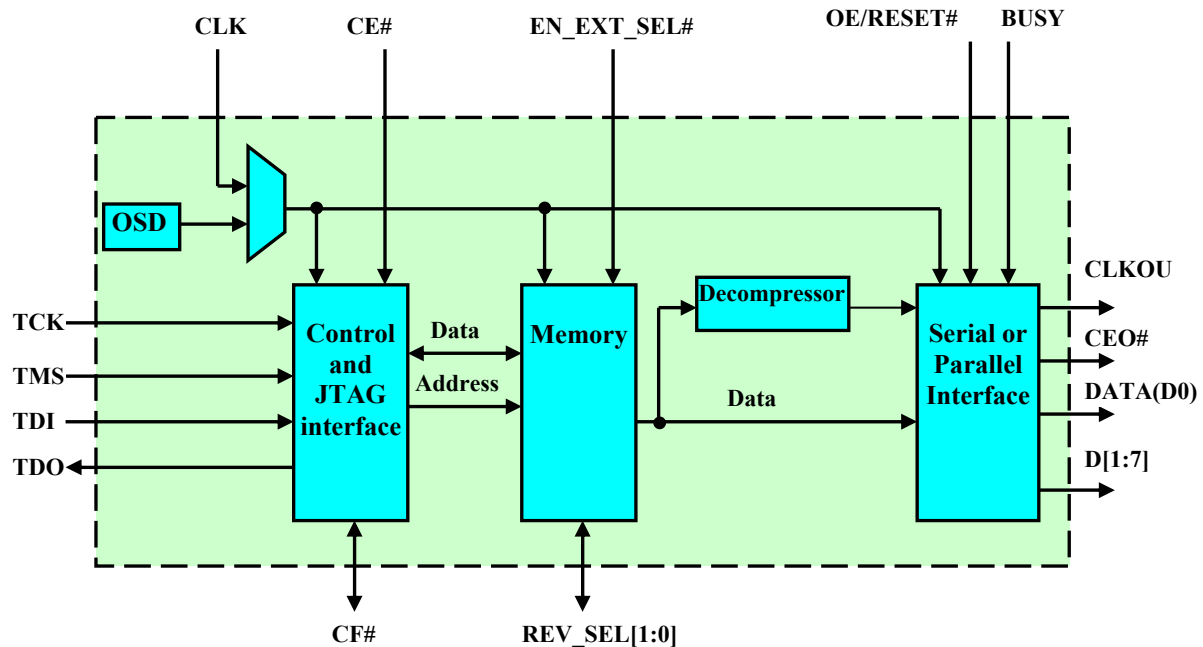 CLK
CE#
EN_EXT_SEL#
OE/RESET#
BUSY
OSD
TCK
TMS
TDI
TDO
Control
and
JTAG
interface
Data
Address
Memory
Decompressor
Data
Serial or
Parallel
Interface
CLKOU
CEO#
DATA(D0)
D[1:7]
CF#
REV_SEL[1:0]